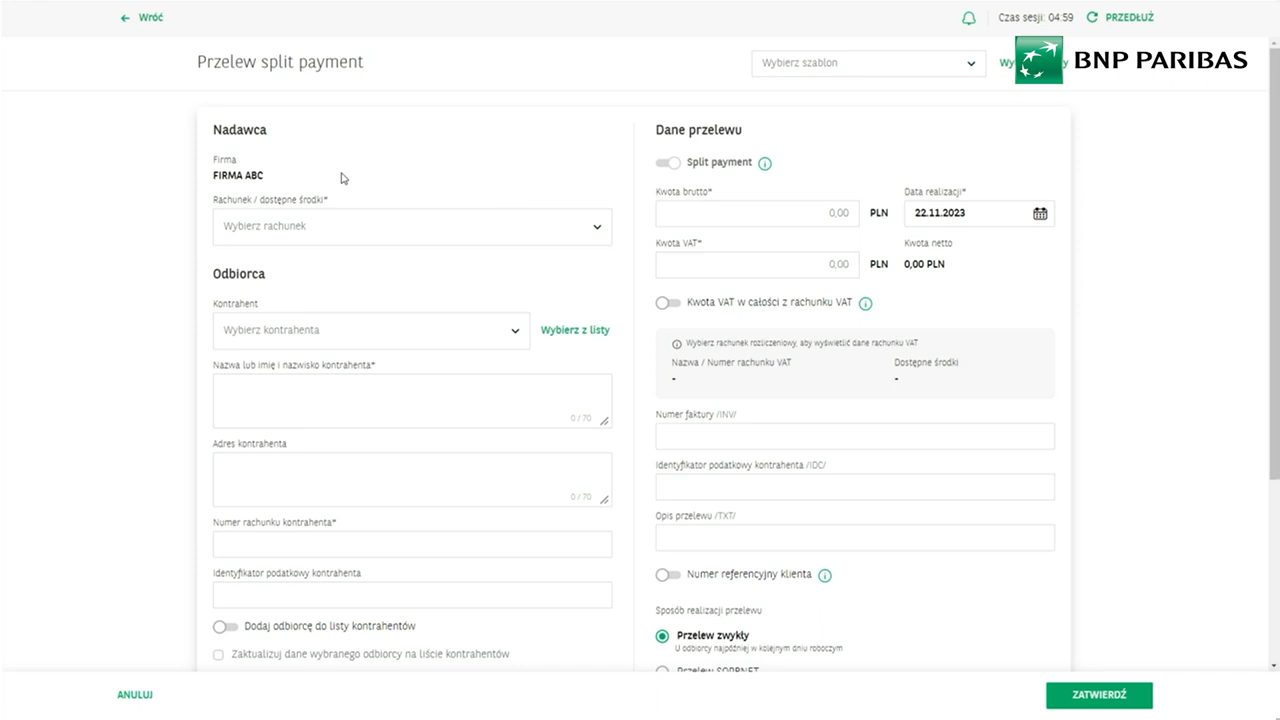 Wróć
Czas sesji: 04:59 PRZEDŁUŻ
Przelew split payment
Wybierz szablon
BNP PARIBAS
Nadawca
Firma
FIRMA ABC
Rachunek / dostępne środki*
Wybierz rachunek
Odbiorca
Kontrahent
Wybierz kontrahenta
Wybierz z listy
Nazwa lub imię i nazwisko kontrahenta*
0 / 70
Adres kontrahenta
0 / 70
Numer rachunku kontrahenta*
Identyfikator podatkowy kontrahenta
Dodaj odbiorcę do listy kontrahentów
Zaktualizuj dane wybranego odbiorcy na liście kontrahentów
Dane przelewu
Split payment
Kwota brutto*
0,00 PLN
Data realizacji*
22.11.2023
Kwota VAT*
0,00 PLN
Kwota netto
0,00 PLN
Kwota VAT w całości z rachunku VAT
Wybierz rachunek rozliczeniowy, aby wyświetlić dane rachunku VAT
Nazwa / Numer rachunku VAT
-
Dostępne środki
-
Numer faktury /INV/
Identyfikator podatkowy kontrahenta /IDC/
Opis przelewu /TXT/
Numer referencyjny klienta
Sposób realizacji przelewu
Przelew zwykły
U odbiorcy najpóźniej w kolejnym dniu roboczym
Przelew SORBNET
ANULUJ
ZATWIERDŹ